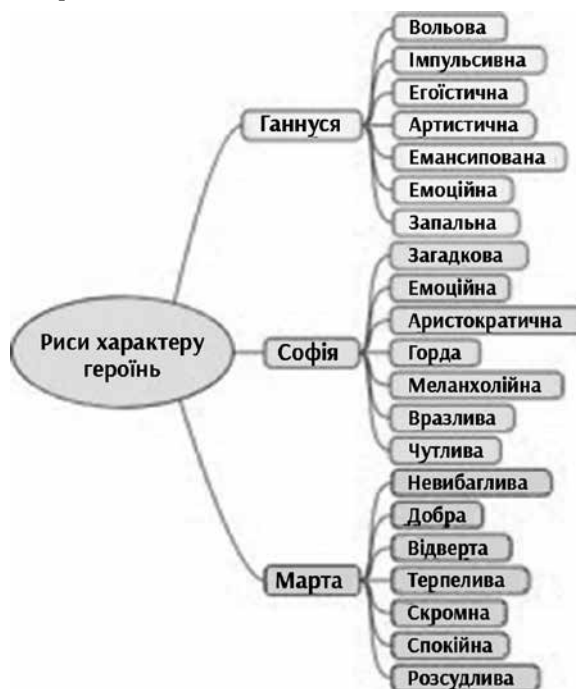 Риси характеру
героїнь
Ганнуся
Вольова
Імпульсивна
Егоїстична
Артистична
Емансипована
Емоційна
Запальна
Софія
Загадкова
Емоційна
Аристократична
Горда
Меланхолійна
Вразлива
Чутлива
Марта
Невибаглива
Добра
Відверта
Терпелива
Скромна
Спокійна
Розсудлива